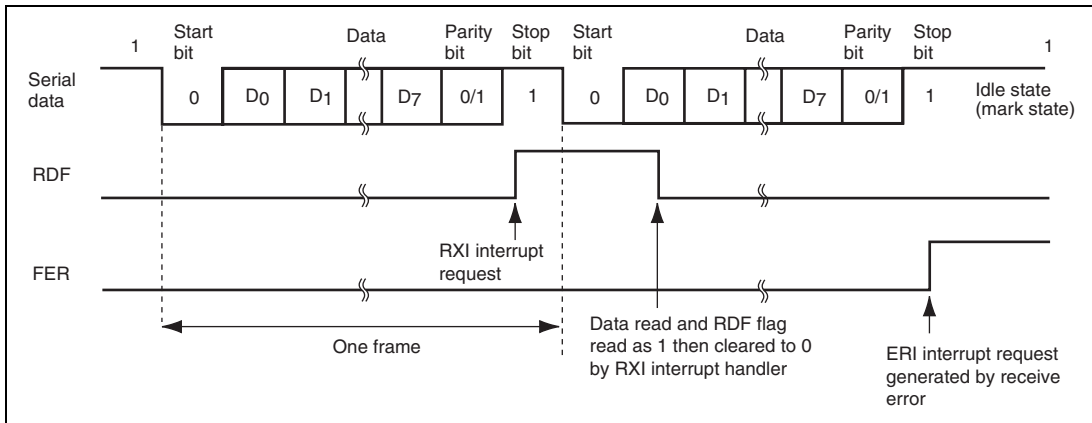 1
Start
bit
Data
Parity
bit
Stop
bit
Start
bit
Data
Parity
bit
Stop
bit
1
Serial
data
0
D0
D1
D7
0/1
1
0
D0
D1
D7
0/1
1
Idle state
(mark state)
RDF
RXI interrupt
request
FER
One frame
Data read and RDF flag
read as 1 then cleared to 0
by RXI interrupt handler
ERI interrupt request
generated by receive
error